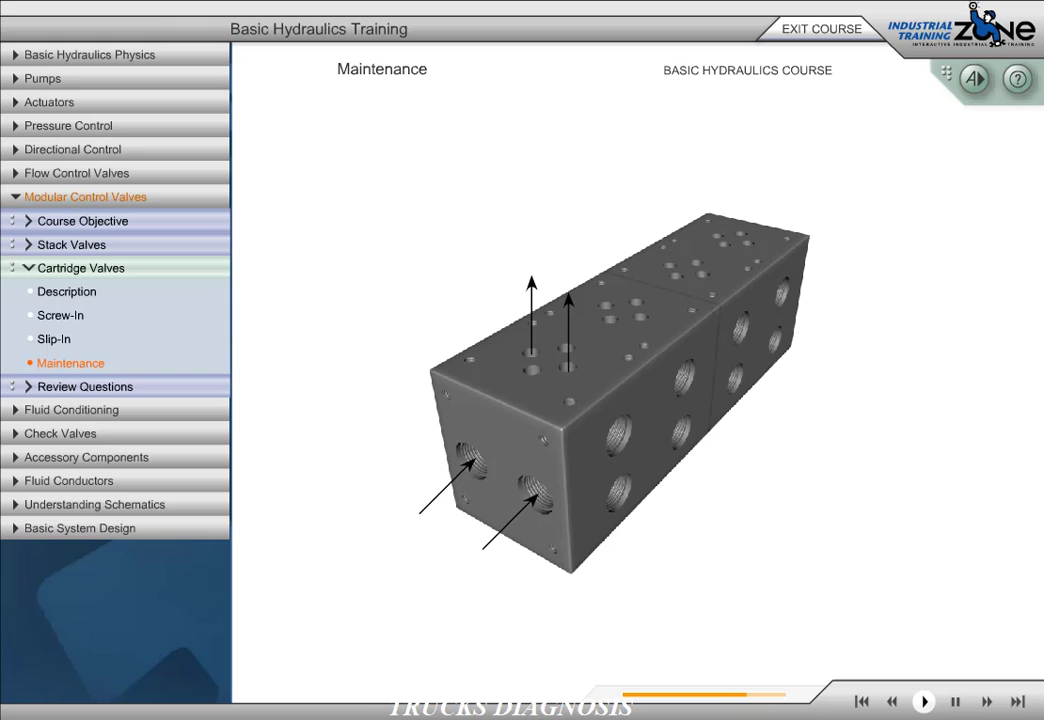 Basic Hydraulics Training
EXIT COURSE
INDUSTRIAL
TRAINING
ZONE
INTERACTIVE INDUSTRIAL TRAINING
Maintenance
BASIC HYDRAULICS COURSE
A
?
Basic Hydraulics Physics
Pumps
Actuators
Pressure Control
Directional Control
Flow Control Valves
Modular Control Valves
Course Objective
Stack Valves
Cartridge Valves
Description
Screw-In
Slip-In
Maintenance
Review Questions
Fluid Conditioning
Check Valves
Accessory Components
Fluid Conductors
Understanding Schematics
Basic System Design
TRUCKS DIAGNOSIS